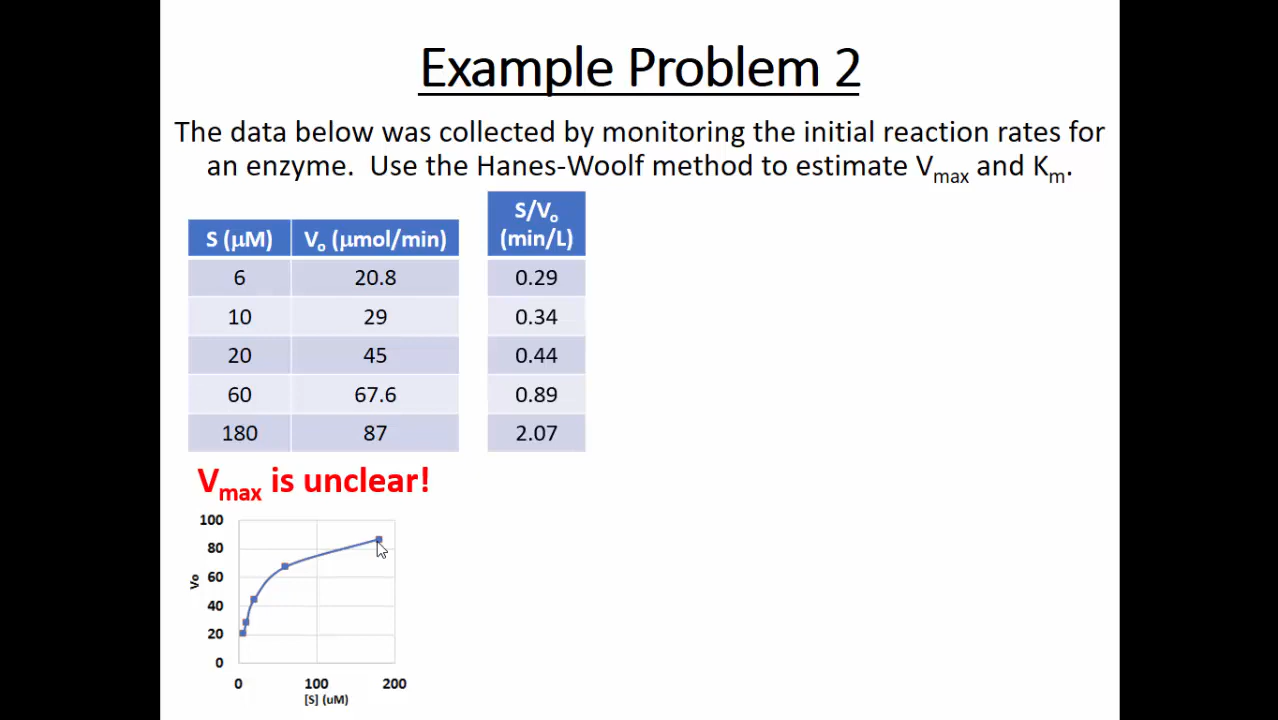 Example Problem 2
The data below was collected by monitoring the initial reaction rates for
an enzyme. Use the Hanes-Woolf method to estimate Vmax and Km.
S (μM) Vo (μmol/min)
S/Vo
(min/L)
6 20.8 0.29
10 29 0.34
20 45 0.44
60 67.6 0.89
180 87 2.07
Vmax is unclear!
100
80
60
40
20
0
Vo
0 100 200
[S] (uM)